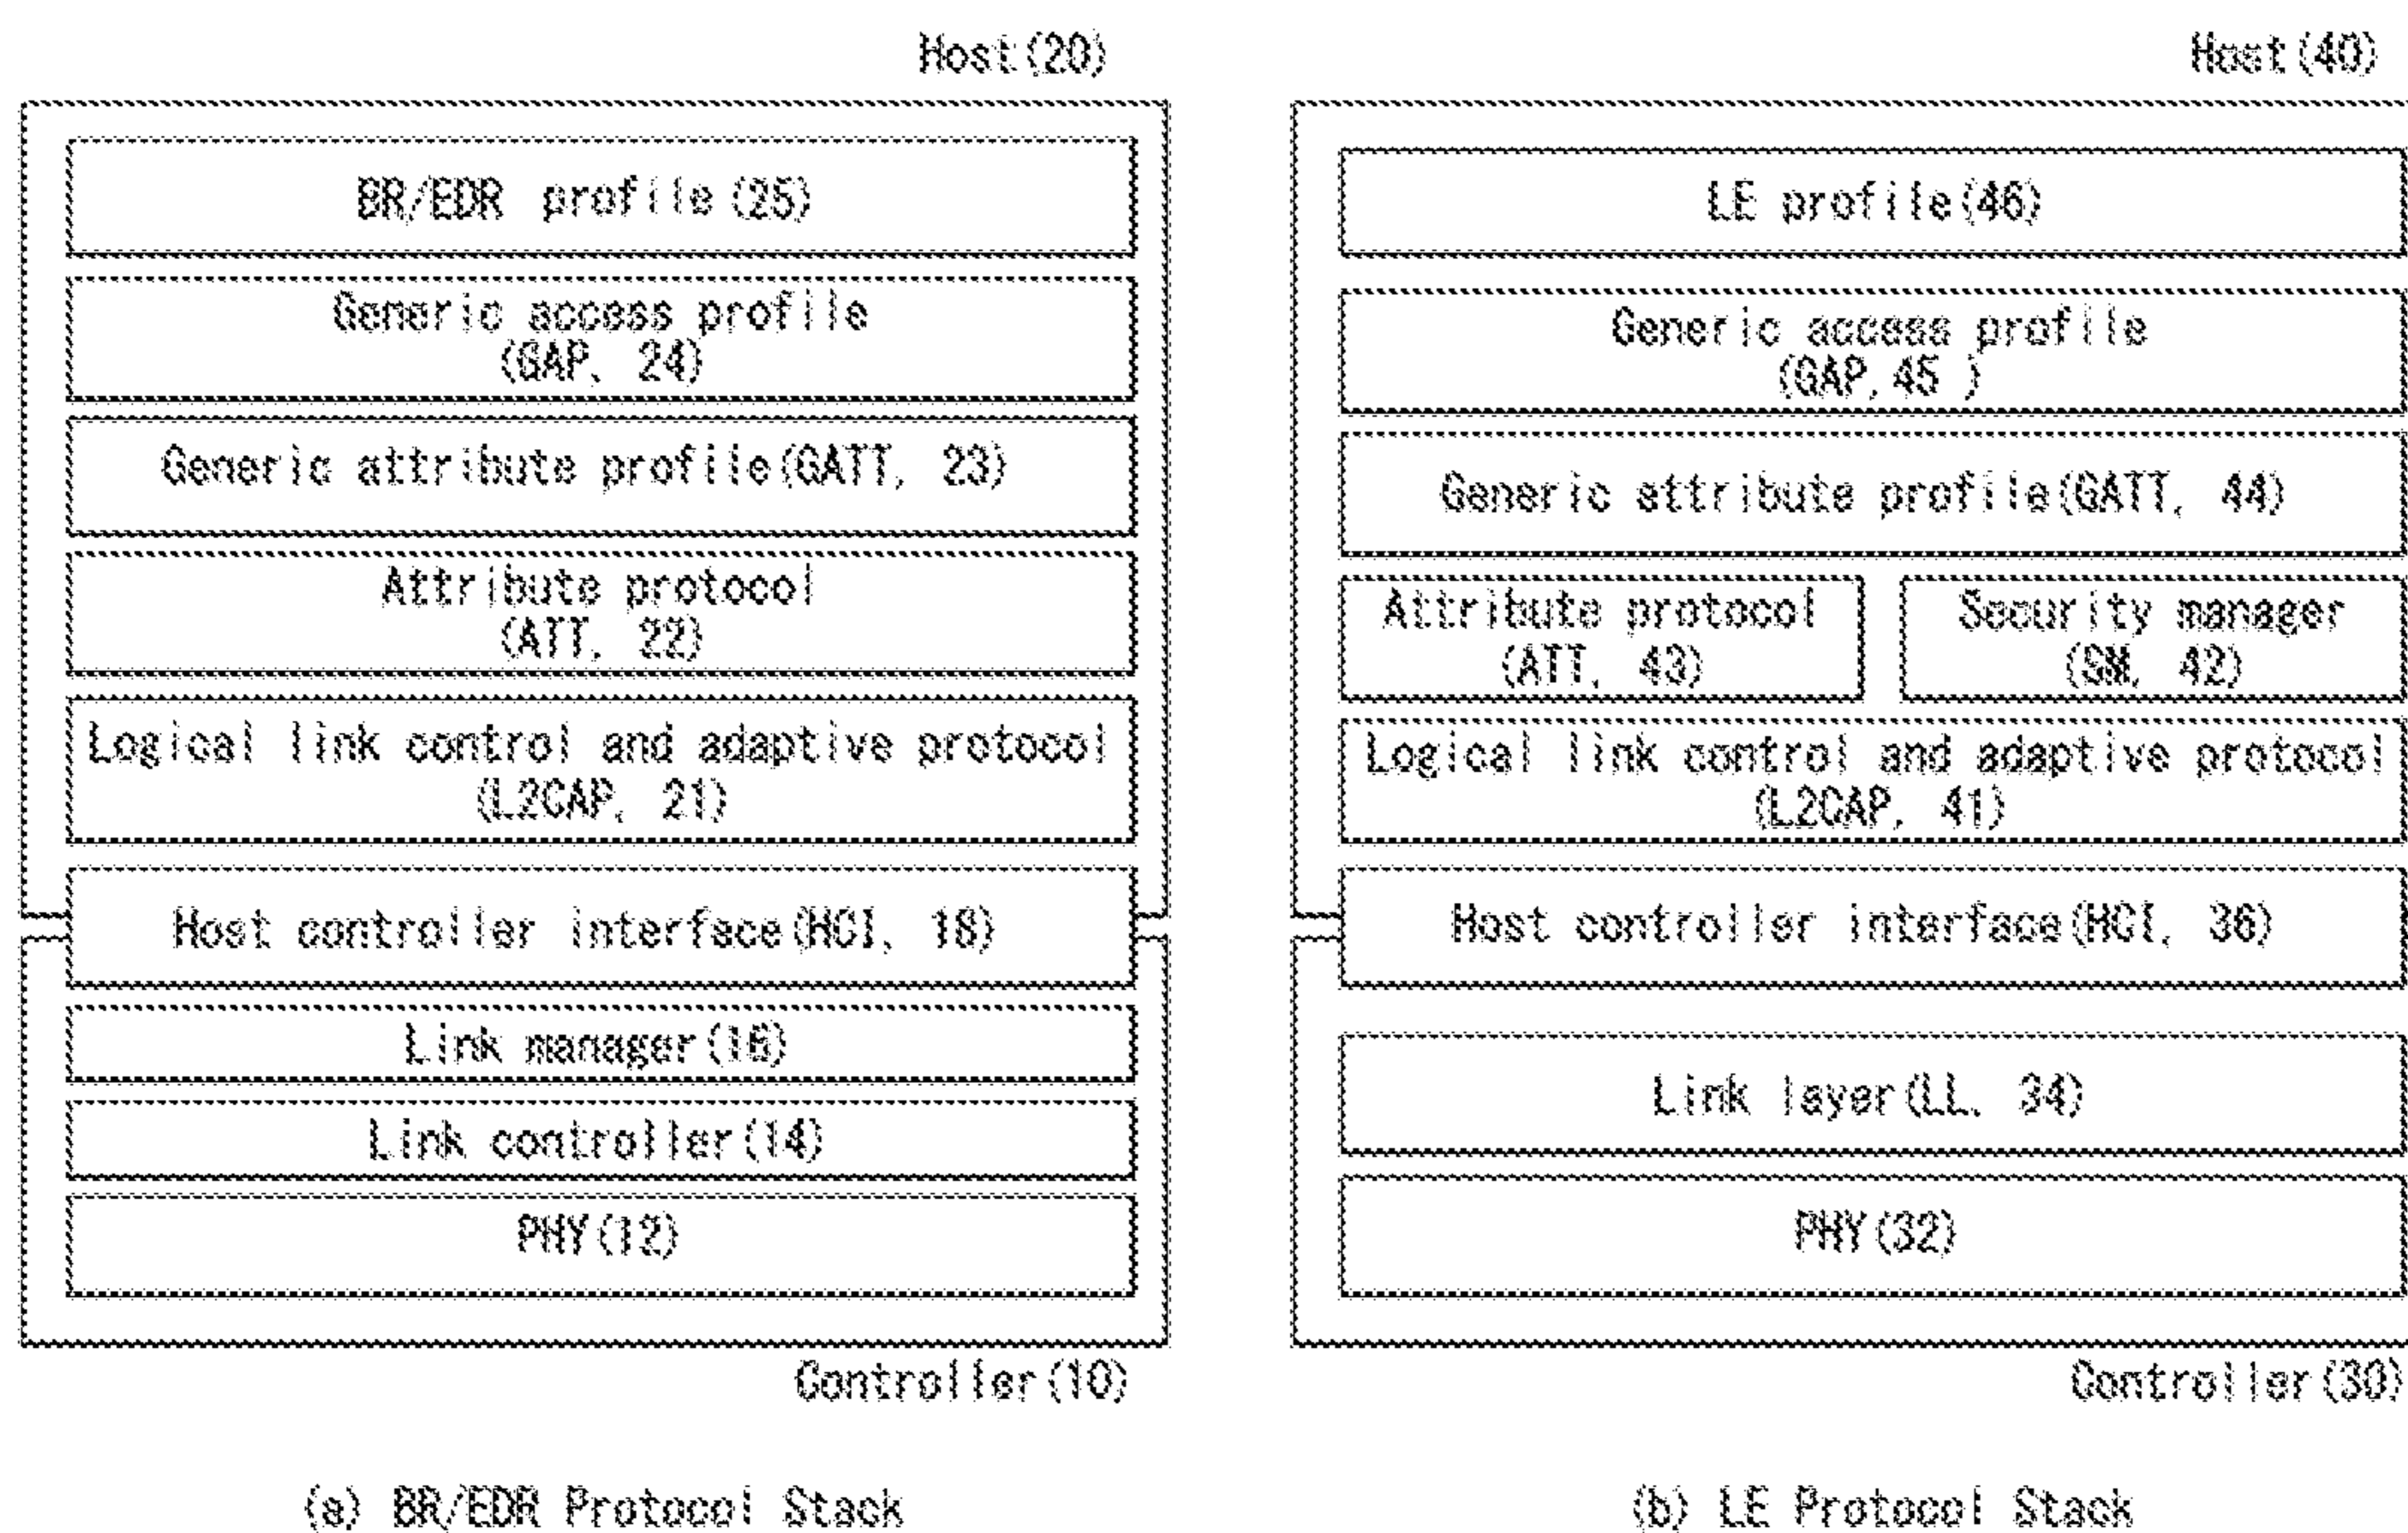 Host(20)
BR/EDR profile(25)
Generic access profile
(GAP, 24)
Generic attribute profile(GATT, 23)
Attribute protocol
(ATT, 22)
Logical link control and adaptive protocol
(L2CAP, 21)
Host controller interface(HCI, 18)
Link manager(16)
Link controller(14)
PHY(12)
Controller(10)
(a) BR/EDR Protocol Stack
Host(40)
LE profile(46)
Generic access profile
(GAP,45 )
Generic attribute profile(GATT, 44)
Attribute protocol
(ATT, 43)
Security manager
(SM, 42)
Logical link control and adaptive protocol
(L2CAP, 41)
Host controller interface(HCI, 36)
Link layer(LL, 34)
PHY(32)
Controller(30)
(b) LE Protocol Stack